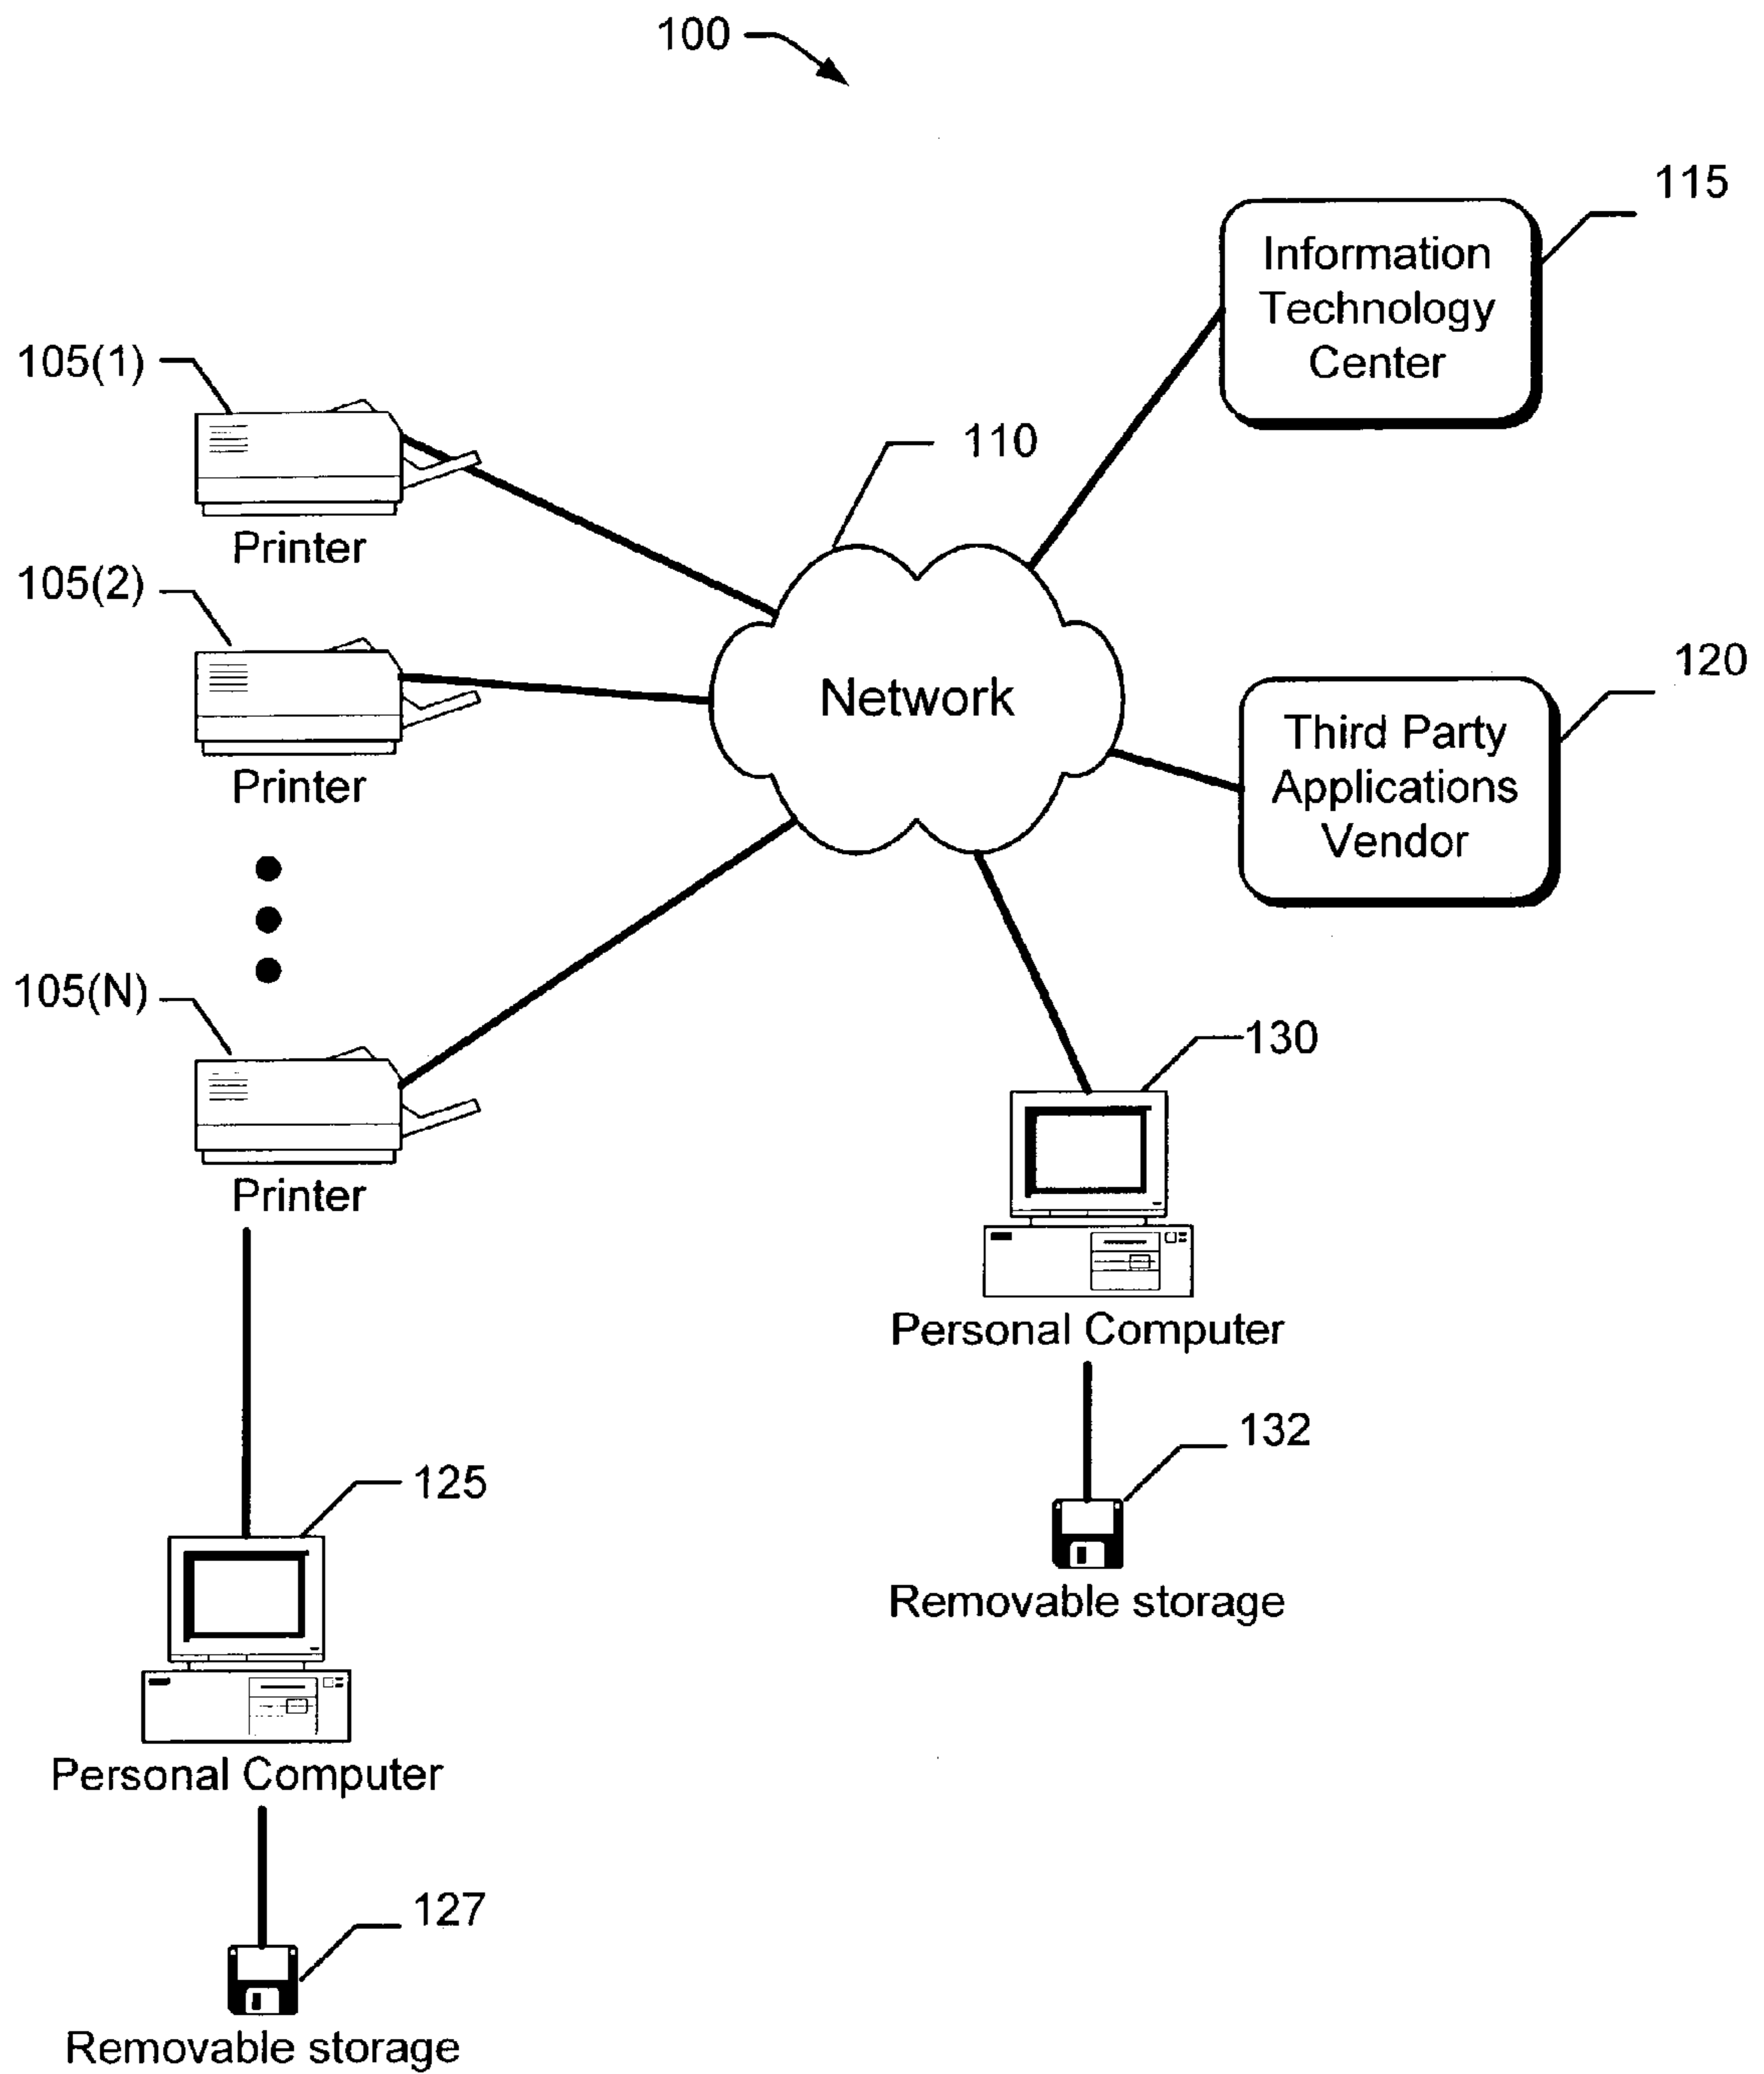 100
115
Information
Technology
Center
105(1)
110
Printer
105(2)
120
Network
Third Party
Applications
Vendor
Printer
105(N)
130
Printer
Personal Computer
132
125
Removable storage
Personal Computer
127
Removable storage